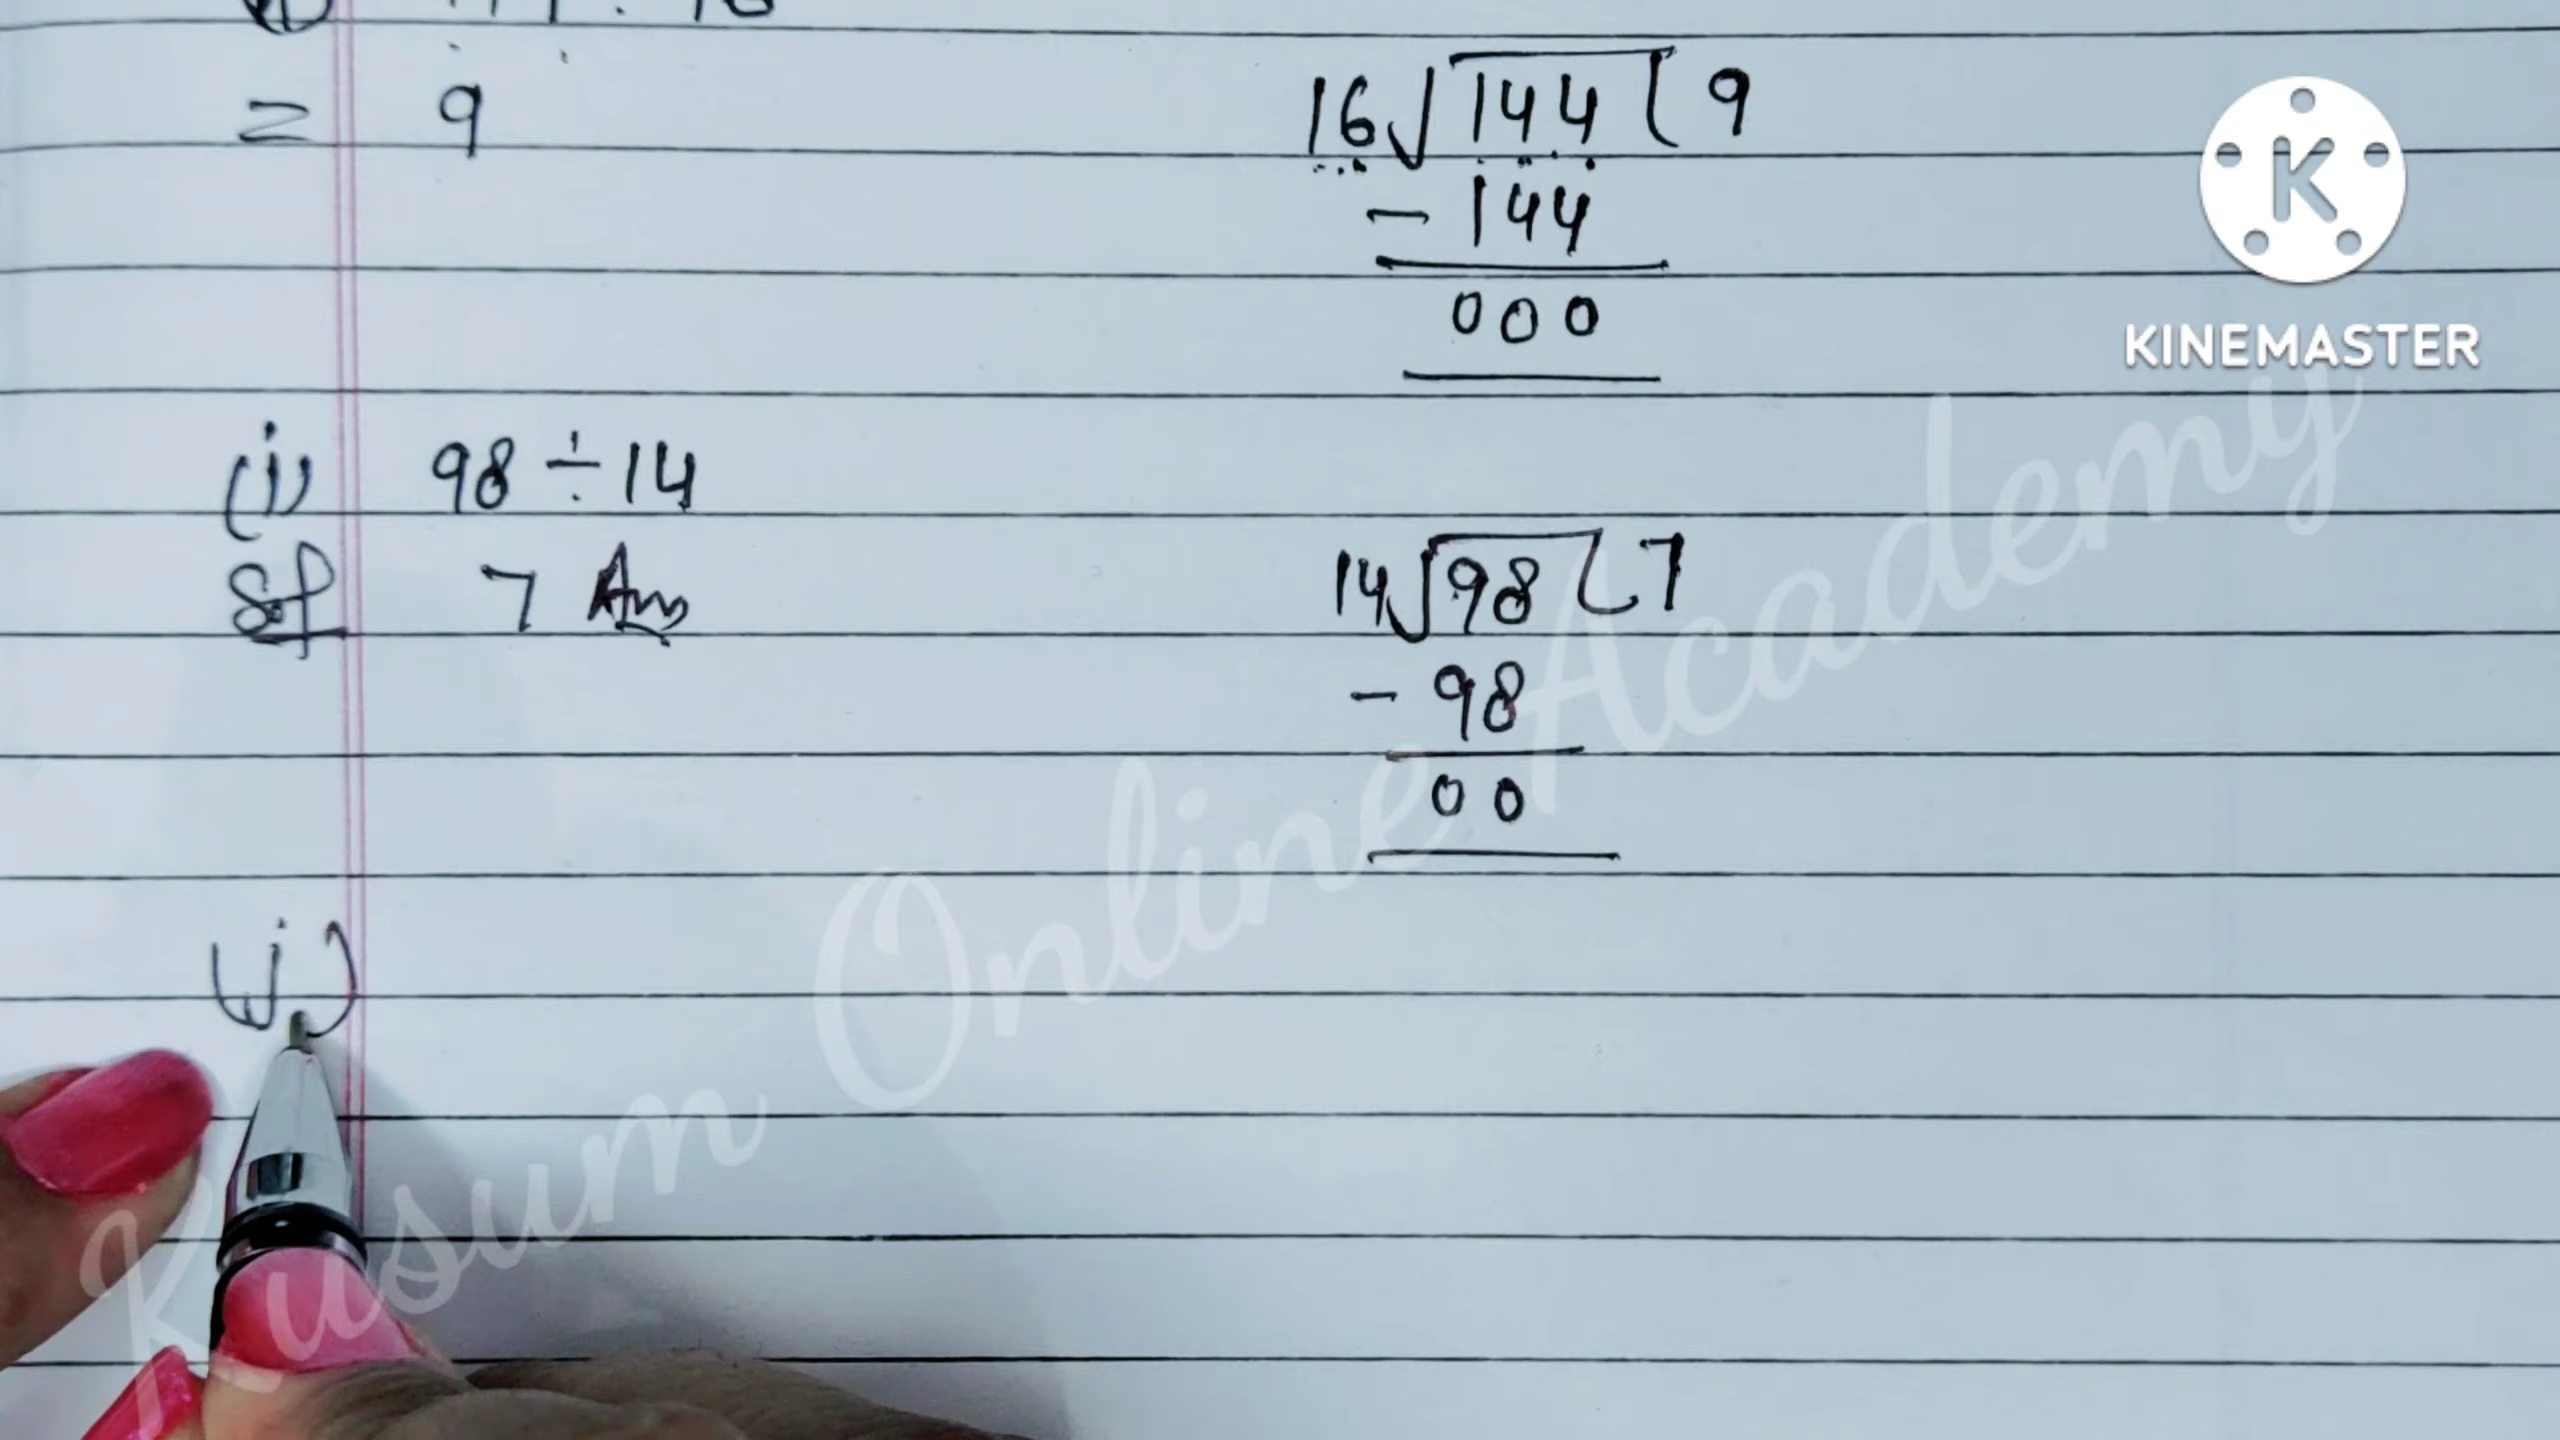 = 9
16√144 ( 9
- 144
000
(i) 98 ÷ 14
Sol 7 Ans
14√98 ( 7
- 98
00
(j)
KINEMASTER
Kusum Online Academy